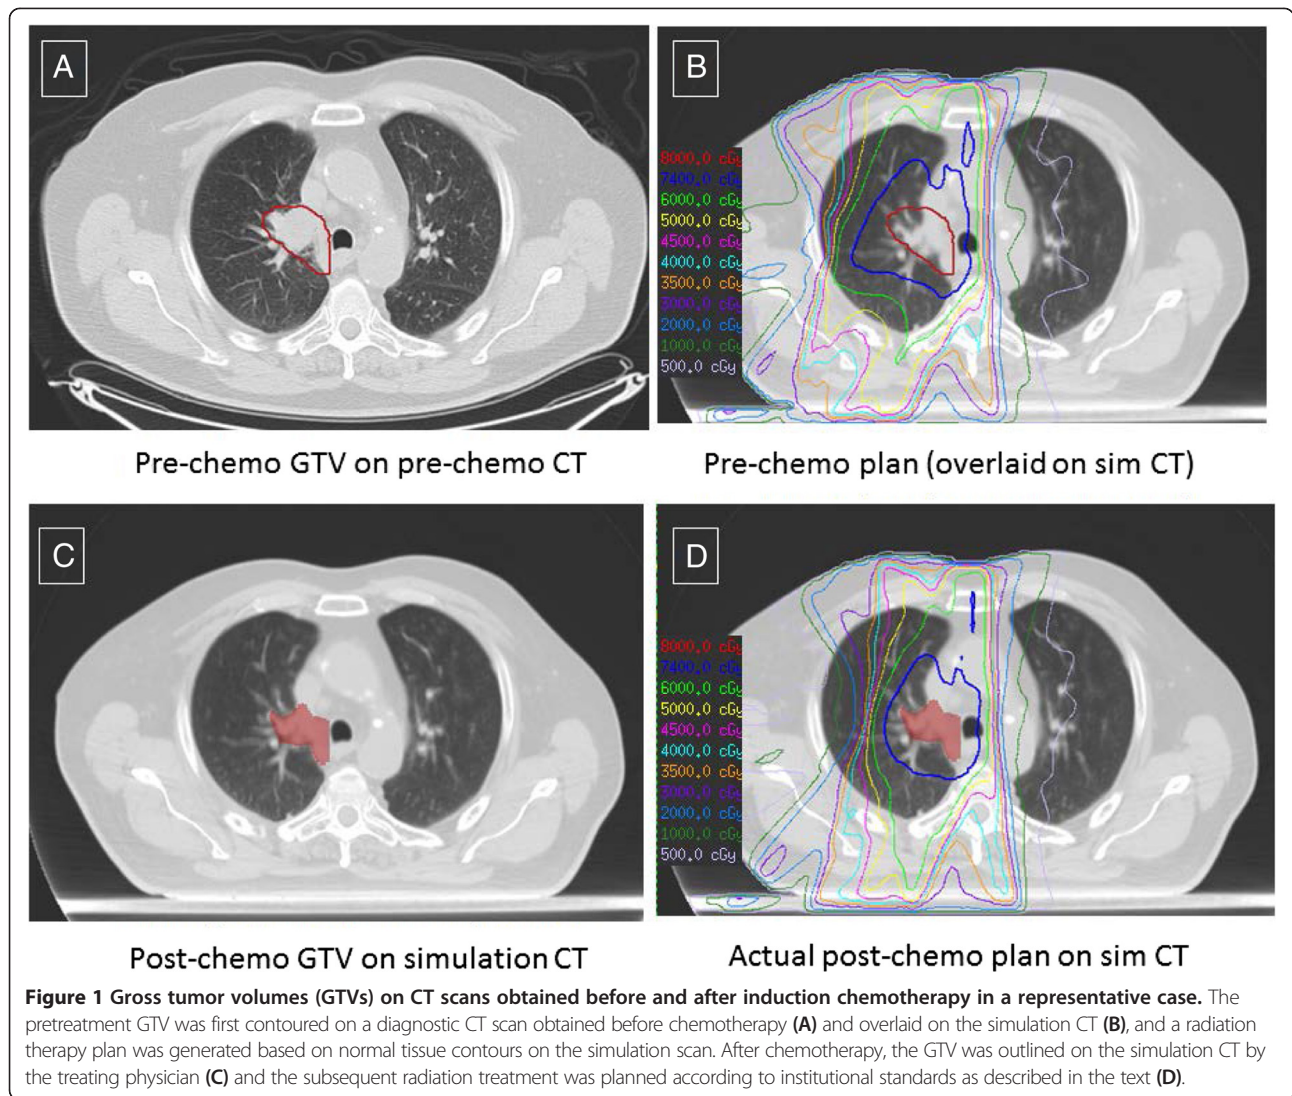 A
B
8000.0 cGy
7400.0 cGy
6000.0 cGy
5000.0 cGy
4500.0 cGy
4000.0 cGy
3500.0 cGy
3000.0 cGy
2000.0 cGy
1000.0 cGy
500.0 cGy
Pre-chemo GTV on pre-chemo CT
Pre-chemo plan (overlaid on sim CT)
C
D
8000.0 cGy
7400.0 cGy
6000.0 cGy
5000.0 cGy
4500.0 cGy
4000.0 cGy
3500.0 cGy
3000.0 cGy
2000.0 cGy
1000.0 cGy
500.0 cGy
Post-chemo GTV on simulation CT
Actual post-chemo plan on sim CT
Figure 1 Gross tumor volumes (GTVs) on CT scans obtained before and after induction chemotherapy in a representative case. The
pretreatment GTV was first contoured on a diagnostic CT scan obtained before chemotherapy (A) and overlaid on the simulation CT (B), and a radiation
therapy plan was generated based on normal tissue contours on the simulation scan. After chemotherapy, the GTV was outlined on the simulation CT by
the treating physician (C) and the subsequent radiation treatment was planned according to institutional standards as described in the text (D).